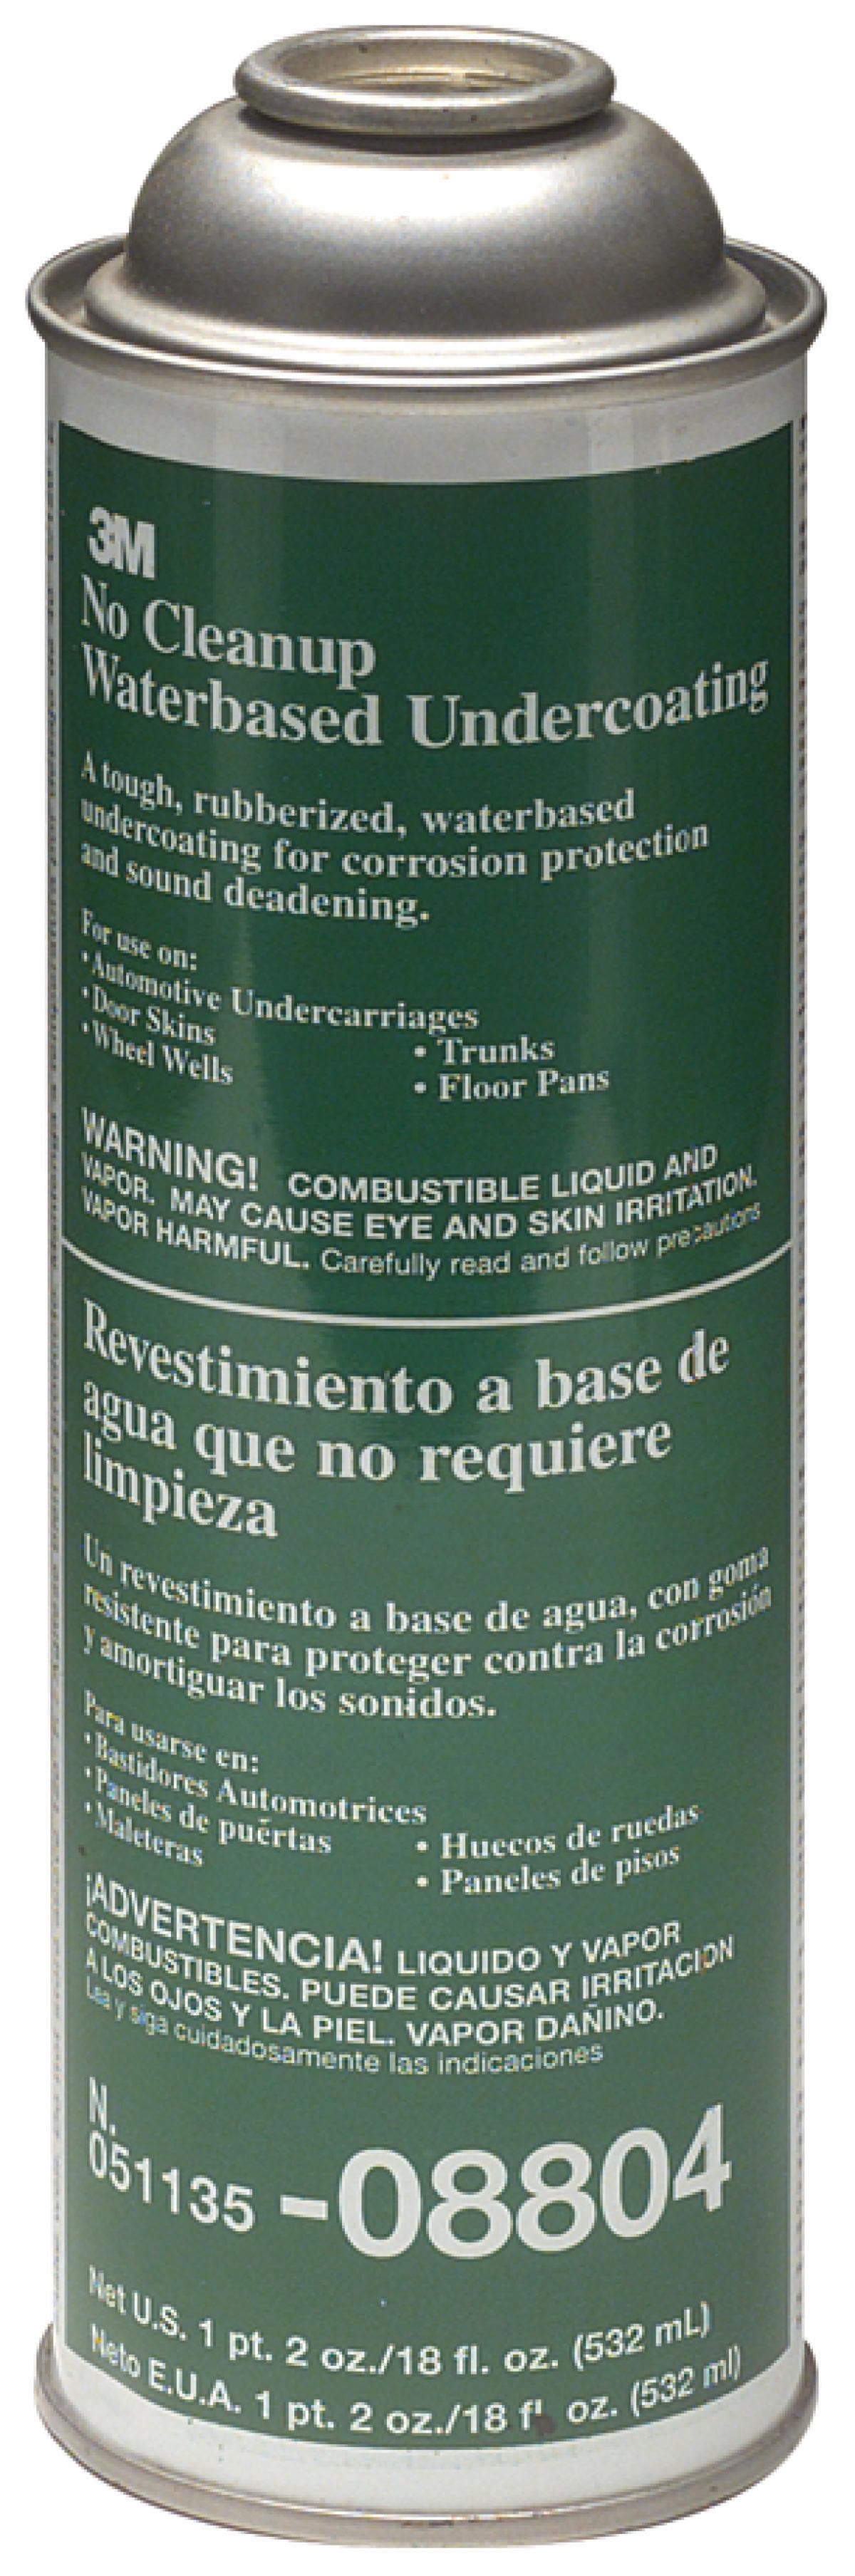 3M
No Cleanup
Waterbased Undercoating
A tough, rubberized, waterbased
undercoating for corrosion protection
and sound deadening.
For use on:
• Automotive Undercarriages
• Door Skins
• Trunks
• Wheel Wells
• Floor Pans
WARNING! COMBUSTIBLE LIQUID AND
VAPOR. MAY CAUSE EYE AND SKIN IRRITATION.
VAPOR HARMFUL. Carefully read and follow precautions
Revestimiento a base de
agua que no requiere
limpieza
Un revestimiento a base de agua, con goma
resistente para proteger contra la corrosión
y amortiguar los sonidos.
Para usarse en:
• Bastidores Automotrices
• Paneles de puértas
• Huecos de ruedas
• Maleteras
• Paneles de pisos
¡ADVERTENCIA! LIQUIDO Y VAPOR
COMBUSTIBLES. PUEDE CAUSAR IRRITACION
A LOS OJOS Y LA PIEL. VAPOR DAÑINO.
Lea y siga cuidadosamente las indicaciones
N.
051135 -08804
Net U.S. 1 pt. 2 oz./18 fl. oz. (532 mL)
Neto E.U.A. 1 pt. 2 oz./18 fl oz. (532 ml)